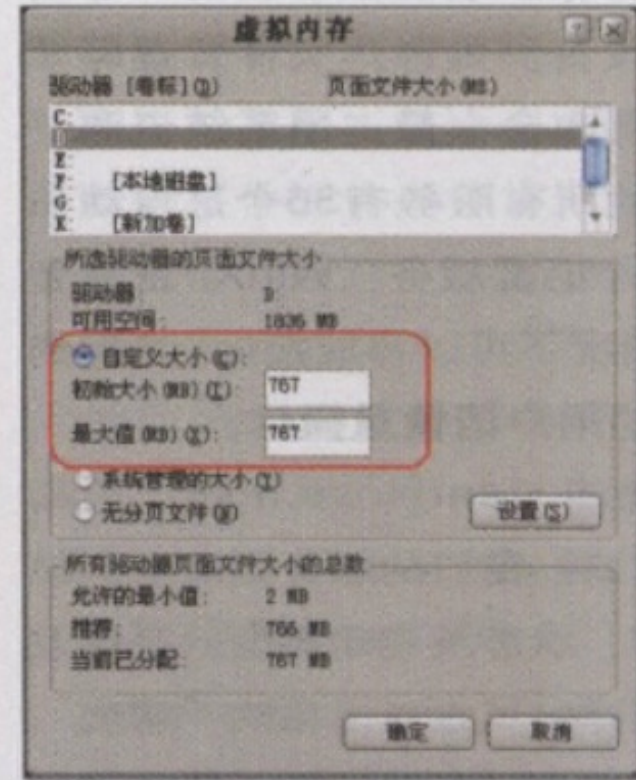 虚拟内存
驱动器 [卷标](D) 页面文件大小(MB)
C:
E:
F: [本地磁盘]
G:
K: [新加卷]
所选驱动器的页面文件大小
驱动器: D
可用空间: 1836 MB
自定义大小(C):
初始大小(MB)(I): 767
最大值(MB)(X): 767
系统管理的大小(Y)
无分页文件(N)
设置(S)
所有驱动器页面文件大小的总数
允许的最小值: 2 MB
推荐: 766 MB
当前已分配: 767 MB
确定 取消